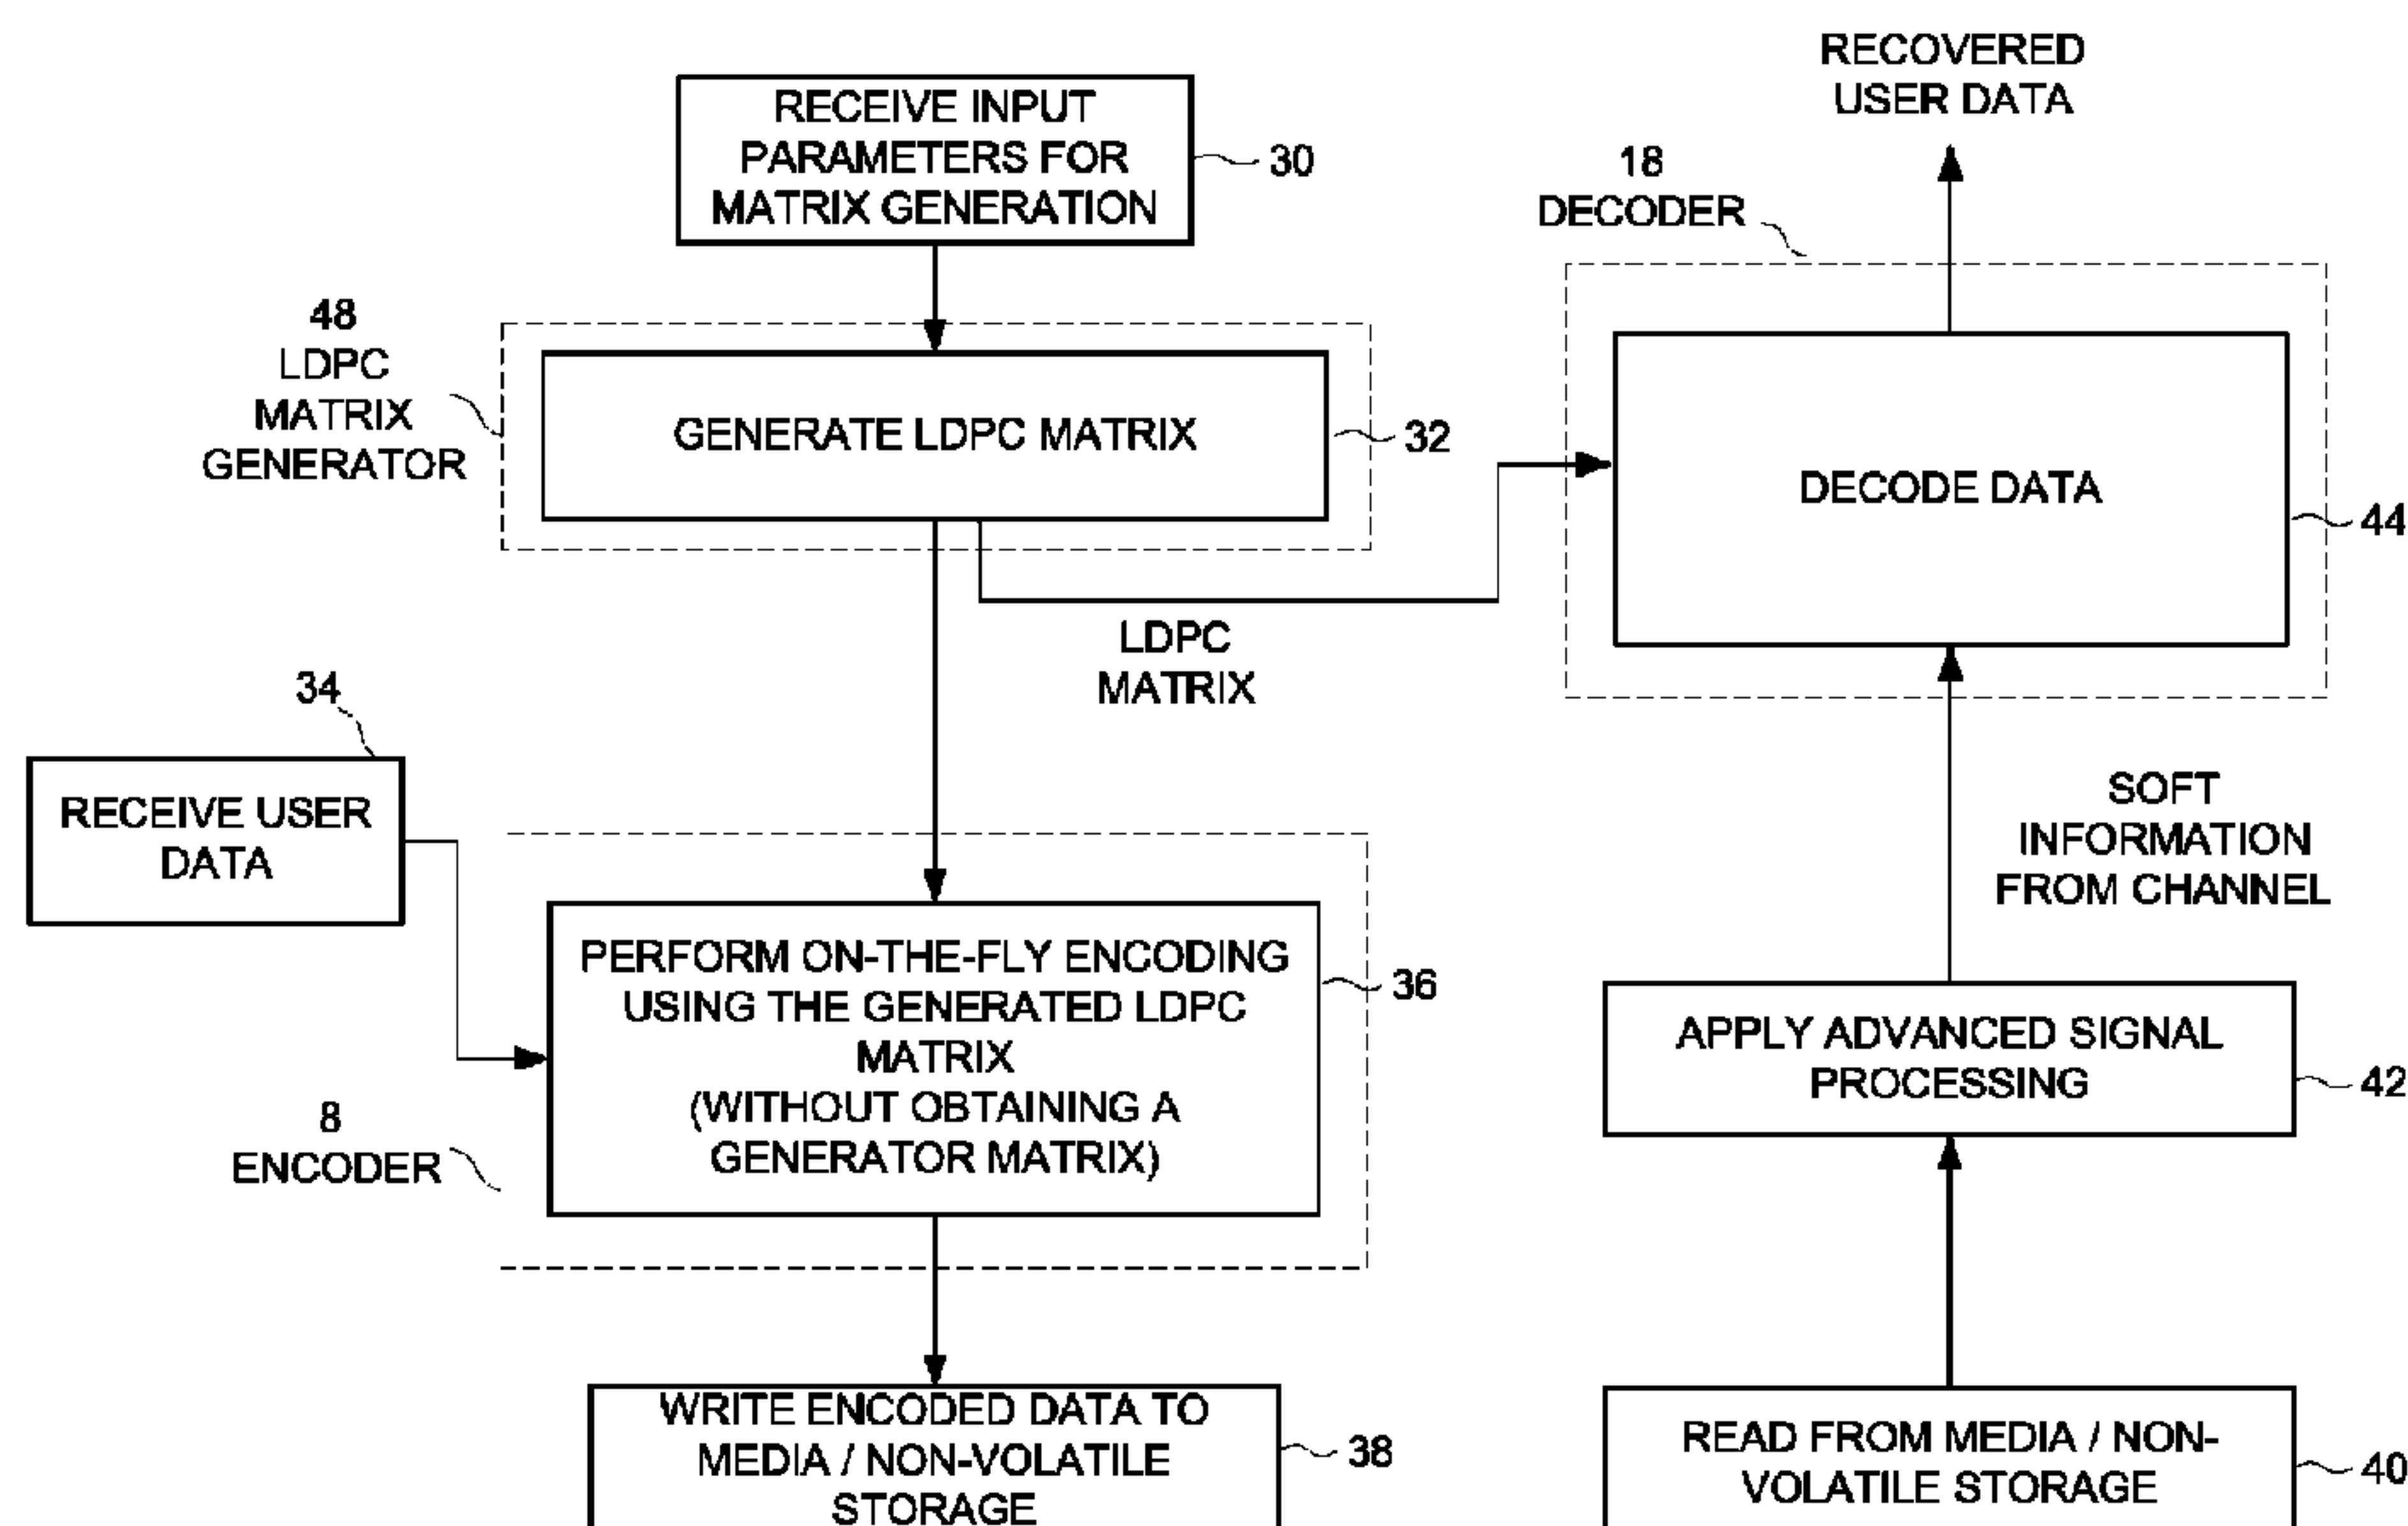 RECEIVE INPUT
PARAMETERS FOR
MATRIX GENERATION
30
48
LDPC
MATRIX
GENERATOR
GENERATE LDPC MATRIX
32
LDPC
MATRIX
34
RECEIVE USER
DATA
8
ENCODER
PERFORM ON-THE-FLY ENCODING
USING THE GENERATED LDPC
MATRIX
(WITHOUT OBTAINING A
GENERATOR MATRIX)
36
WRITE ENCODED DATA TO
MEDIA / NON-VOLATILE
STORAGE
38
RECOVERED
USER DATA
18
DECODER
DECODE DATA
44
SOFT
INFORMATION
FROM CHANNEL
APPLY ADVANCED SIGNAL
PROCESSING
42
READ FROM MEDIA / NON-
VOLATILE STORAGE
40